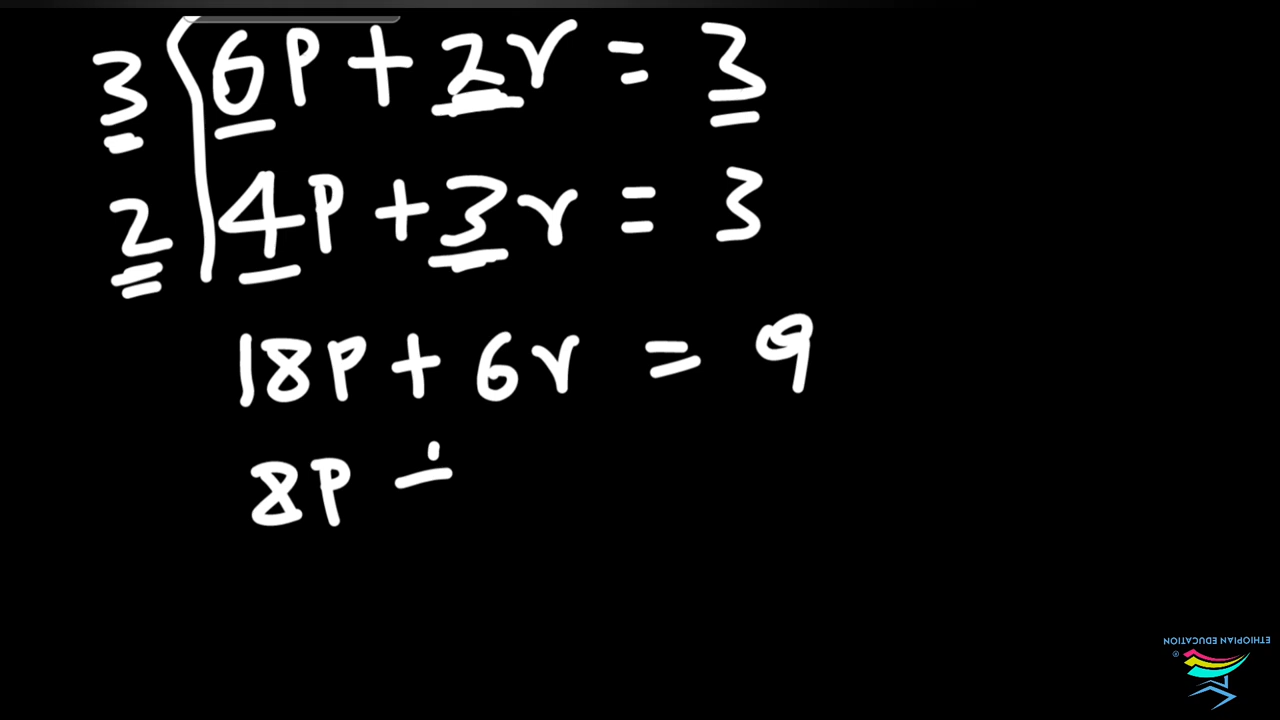 3 6p + 2r = 3
2 4p + 3r = 3
18p + 6r = 9
8p
ETHIOPIAN EDUCATION
®